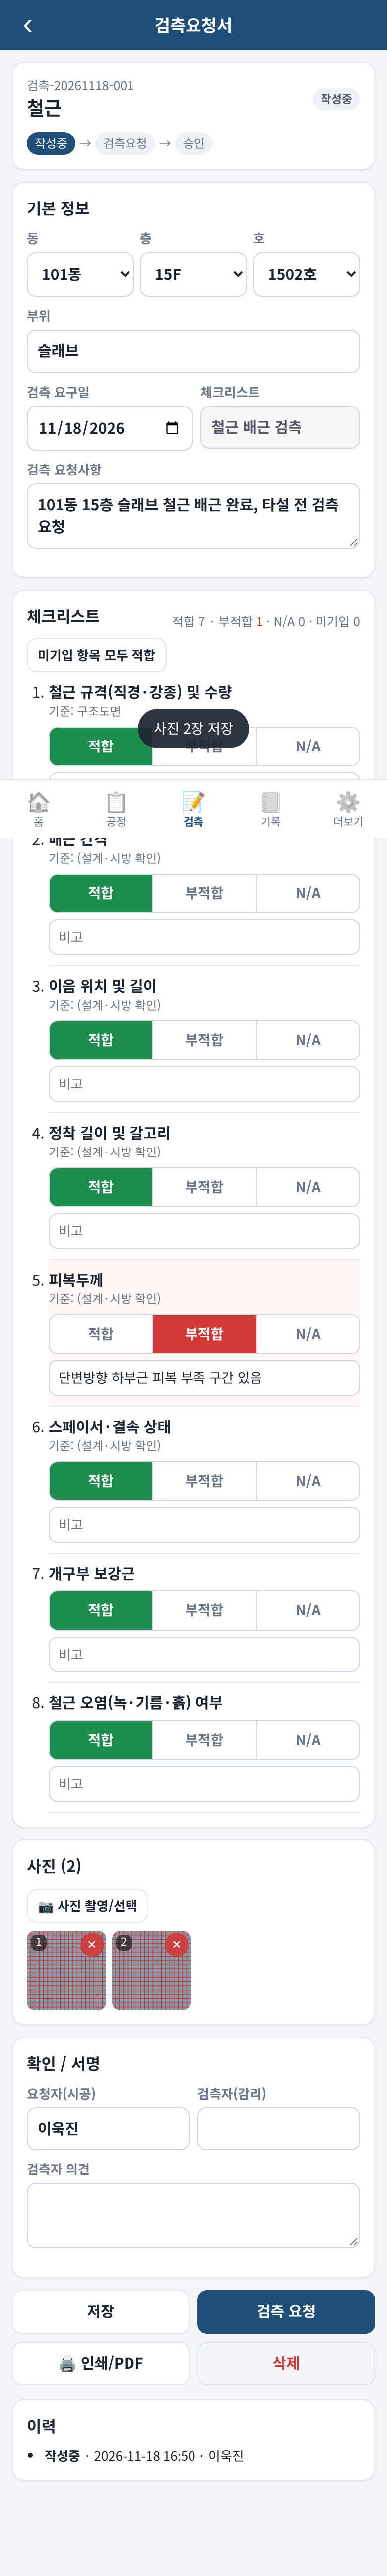 검측요청서
검측-20261118-001
철근
작성중
작성중 → 검측요청 → 승인
기본 정보
동 층 호
101동 15F 1502호
부위
슬래브
검측 요구일 체크리스트
11/18/2026 철근 배근 검측
검측 요청사항
101동 15층 슬래브 철근 배근 완료, 타설 전 검측
요청
체크리스트
적합 7 · 부적합 1 · N/A 0 · 미기입 0
미기입 항목 모두 적합
1. 철근 규격(직경·강종) 및 수량
기준: 구조도면
사진 2장 저장
적합 N/A
홈 공정 검측 기록 더보기
2. 배근 간격
기준: (설계·시방 확인)
적합 부적합 N/A
비고
3. 이음 위치 및 길이
기준: (설계·시방 확인)
적합 부적합 N/A
비고
4. 정착 길이 및 갈고리
기준: (설계·시방 확인)
적합 부적합 N/A
비고
5. 피복두께
기준: (설계·시방 확인)
적합 부적합 N/A
단변방향 하부근 피복 부족 구간 있음
6. 스페이서·결속 상태
기준: (설계·시방 확인)
적합 부적합 N/A
비고
7. 개구부 보강근
적합 부적합 N/A
비고
8. 철근 오염(녹·기름·흙) 여부
적합 부적합 N/A
비고
사진 (2)
사진 촬영/선택
1 2
확인 / 서명
요청자(시공) 검측자(감리)
이욱진
검측자 의견
저장 검측 요청
인쇄/PDF 삭제
이력
• 작성중 · 2026-11-18 16:50 · 이욱진